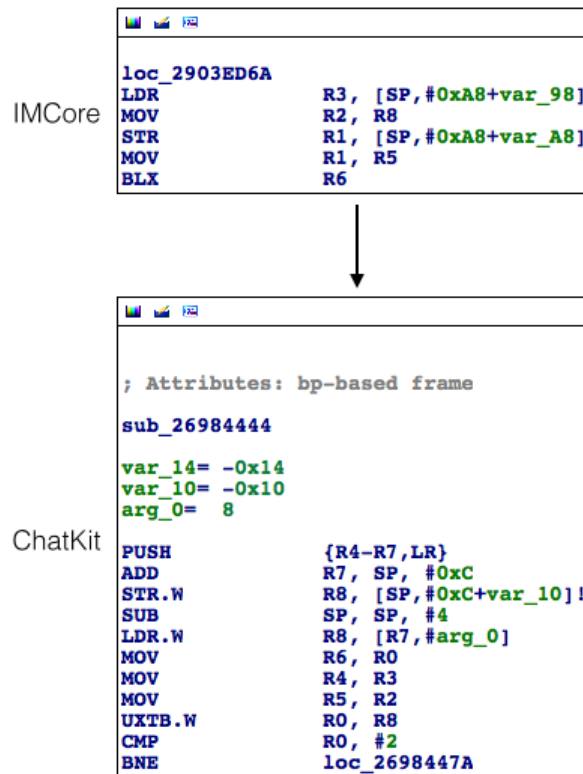 IMCore
loc_2903ED6A
LDR R3, [SP,#0xA8+var_98]
MOV R2, R8
STR R1, [SP,#0xA8+var_A8]
MOV R1, R5
BLX R6
ChatKit
; Attributes: bp-based frame
sub_26984444
var_14= -0x14
var_10= -0x10
arg_0= 8
PUSH {R4-R7,LR}
ADD R7, SP, #0xC
STR.W R8, [SP,#0xC+var_10]!
SUB SP, SP, #4
LDR.W R8, [R7,#arg_0]
MOV R6, R0
MOV R4, R3
MOV R5, R2
UXTB.W R0, R8
CMP R0, #2
BNE loc_2698447A